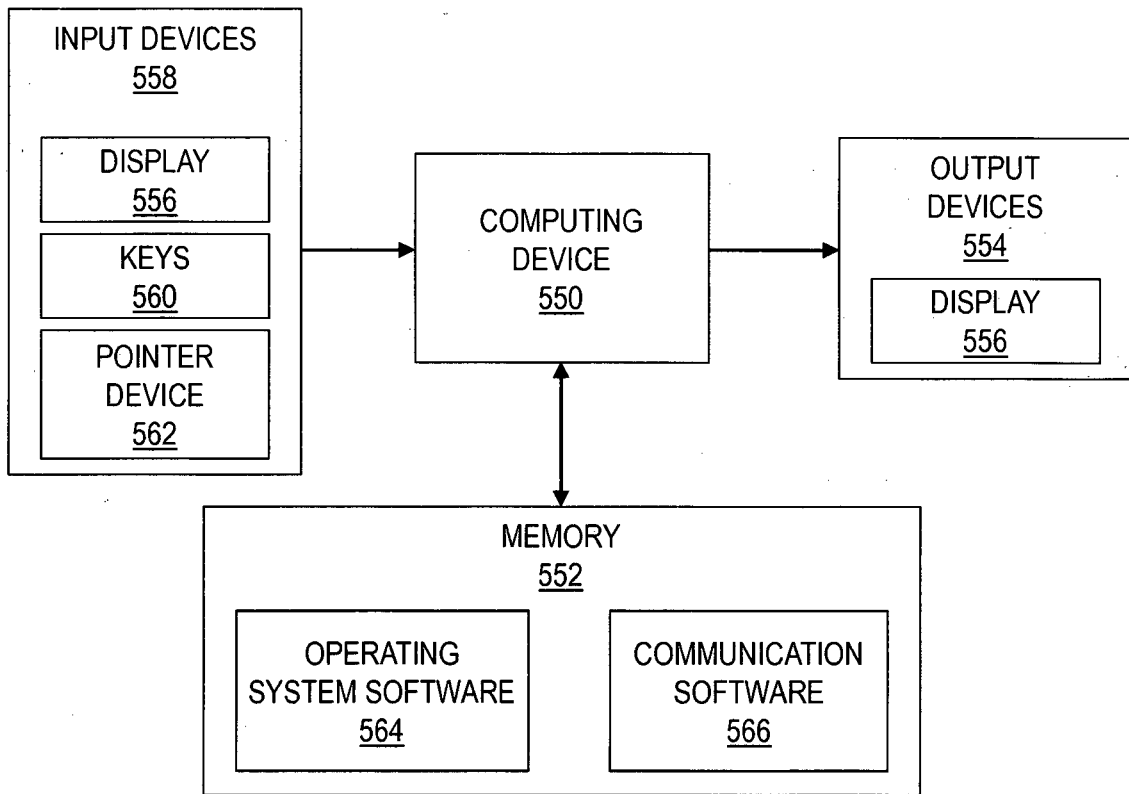 INPUT DEVICES
558
DISPLAY
556
KEYS
560
POINTER
DEVICE
562
COMPUTING
DEVICE
550
OUTPUT
DEVICES
554
DISPLAY
556
MEMORY
552
OPERATING
SYSTEM SOFTWARE
564
COMMUNICATION
SOFTWARE
566